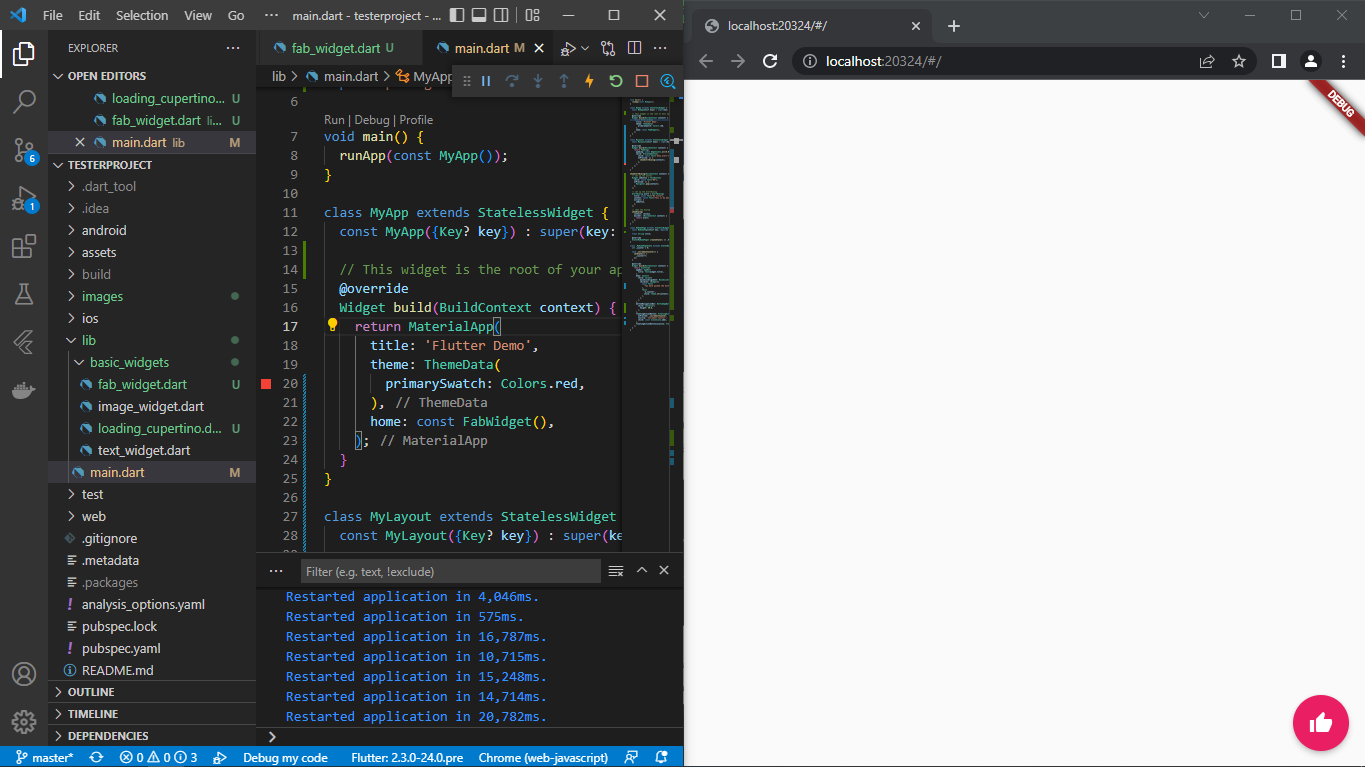 File Edit Selection View Go ··· main.dart - testerproject - ...
EXPLORER ···
OPEN EDITORS
loading_cupertino... U
fab_widget.dart li... U
main.dart lib M
TESTERPROJECT
.dart_tool
.idea
android
assets
build
images
ios
lib
basic_widgets
fab_widget.dart U
image_widget.dart
loading_cupertino.d... U
text_widget.dart
main.dart M
test
web
.gitignore
.metadata
.packages
analysis_options.yaml
pubspec.lock
pubspec.yaml
README.md
OUTLINE
TIMELINE
DEPENDENCIES
6
1
fab_widget.dart U
main.dart M
lib > main.dart > MyApp
6
Run | Debug | Profile
7 void main() {
8 runApp(const MyApp());
9 }
10
11 class MyApp extends StatelessWidget {
12 const MyApp({Key? key}) : super(key:
13
14 // This widget is the root of your ap
15 @override
16 Widget build(BuildContext context) {
17 return MaterialApp(
18 title: 'Flutter Demo',
19 theme: ThemeData(
20 primarySwatch: Colors.red,
21 ), // ThemeData
22 home: const FabWidget(),
23 ); // MaterialApp
24 }
25 }
26
27 class MyLayout extends StatelessWidget
28 const MyLayout({Key? key}) : super(ke
··· Filter (e.g. text, !exclude)
Restarted application in 4,046ms.
Restarted application in 575ms.
Restarted application in 16,787ms.
Restarted application in 10,715ms.
Restarted application in 15,248ms.
Restarted application in 14,714ms.
Restarted application in 20,782ms.
>
master* 0 0 3 Debug my code Flutter: 2.3.0-24.0.pre Chrome (web-javascript)
localhost:20324/#/
localhost:20324/#/
DEBUG